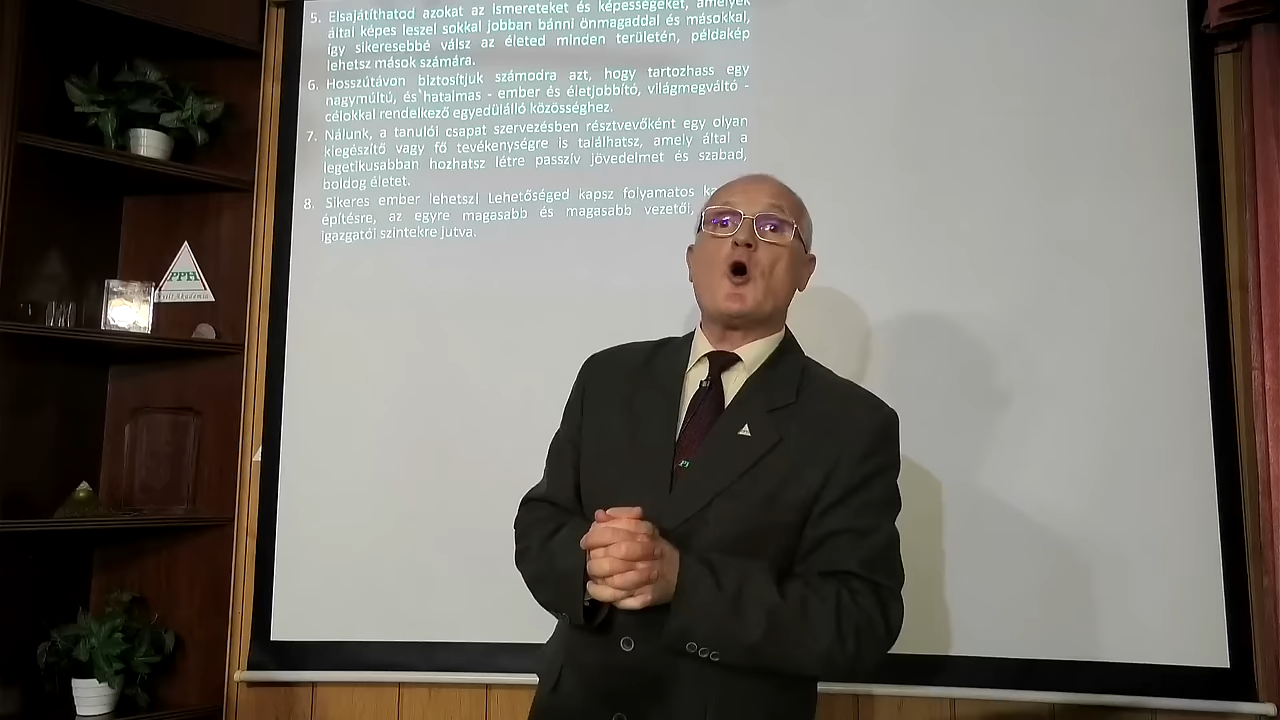 5. Elsajátíthatod azokat az ismereteket és képességeket, amelyek
által képes leszel sokkal jobban bánni önmagaddal és másokkal,
így sikeresebbé válsz az életed minden területén, példakép
lehetsz mások számára.
6. Hosszútávon biztosítjuk számodra azt, hogy tartozhass egy
nagymúltú, és hatalmas - ember és életjobbító, világmegváltó -
célokkal rendelkező egyedülálló közösséghez.
7. Nálunk, a tanulói csapat szervezésben résztvevőként egy olyan
kiegészítő vagy fő tevékenységre is találhatsz, amely által a
legetikusabban hozhatsz létre passzív jövedelmet és szabad,
boldog életet.
8. Sikeres ember lehetsz! Lehetőséged kapsz folyamatos
építésre, az egyre magasabb és magasabb vezetői,
igazgatói szintekre jutva.
Akadémia